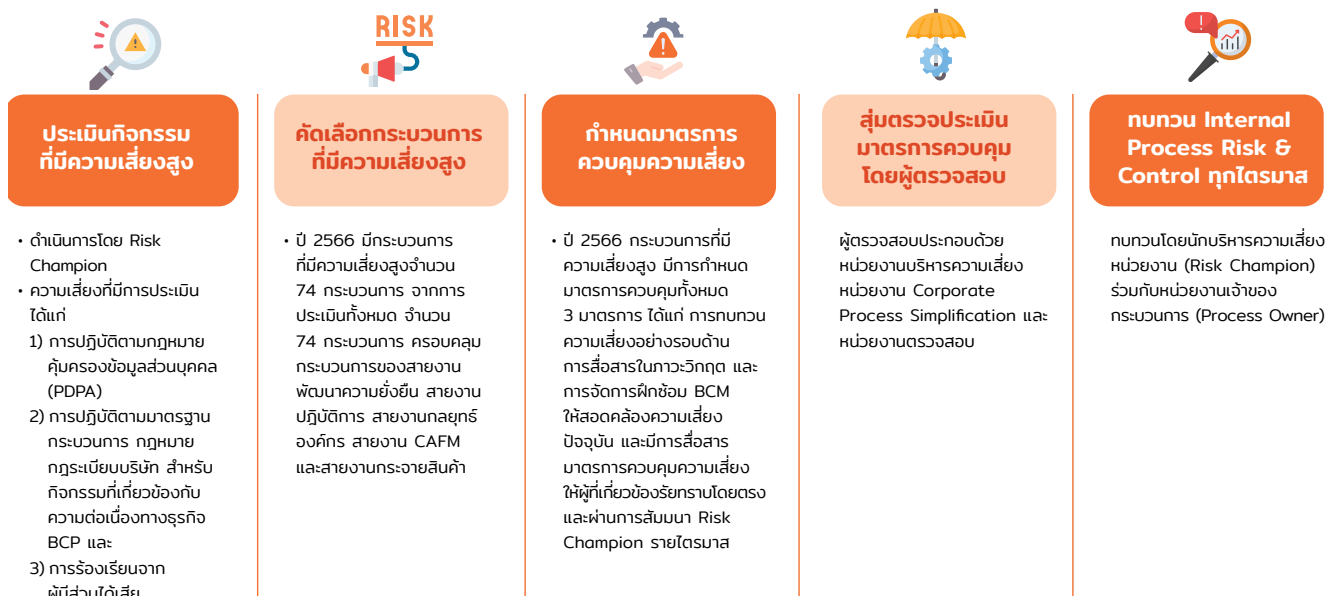 RISK
ประเมินกิจกรรม
ที่มีความเสี่ยงสูง
• ดำเนินการโดย Risk
Champion
• ความเสี่ยงที่มีการประเมิน
ได้แก่
1) การปฏิบัติตามกฎหมาย
คุ้มครองข้อมูลส่วนบุคคล
(PDPA)
2) การปฏิบัติตามมาตรฐาน
กระบวนการ กฎหมาย
กฎระเบียบบริษัท สำหรับ
กิจกรรมที่เกี่ยวข้องกับ
ความต่อเนื่องทางธุรกิจ
BCP และ
3) การร้องเรียนจาก
ผู้มีส่วนได้เสีย
คัดเลือกกระบวนการ
ที่มีความเสี่ยงสูง
• ปี 2566 มีกระบวนการ
ที่มีความเสี่ยงสูงจำนวน
74 กระบวนการ จากการ
ประเมินทั้งหมด จำนวน
74 กระบวนการ ครอบคลุม
กระบวนการของสายงาน
พัฒนาความยั่งยืน สายงาน
ปฎิบัติการ สายงานกลยุทธ์
องค์กร สายงาน CAFM
และสายงานกระจายสินค้า
กำหนดมาตรการ
ควบคุมความเสี่ยง
• ปี 2566 กระบวนการที่มี
ความเสี่ยงสูง มีการกำหนด
มาตรการควบคุมทั้งหมด
3 มาตรการ ได้แก่ การทบทวน
ความเสี่ยงอย่างรอบด้าน
การสื่อสารในภาวะวิกฤต และ
การจัดการฝึกซ้อม BCM
ให้สอดคล้องความเสี่ยง
ปัจจุบัน และมีการสื่อสาร
มาตรการควบคุมความเสี่ยง
ให้ผู้ที่เกี่ยวข้องรัยทราบโดยตรง
และผ่านการสัมมนา Risk
Champion รายไตรมาส
สุ่มตรวจประเมิน
มาตรการควบคุม
โดยผู้ตรวจสอบ
ผู้ตรวจสอบประกอบด้วย
หน่วยงานบริหารความเสี่ยง
หน่วยงาน Corporate
Process Simplification และ
หน่วยงานตรวจสอบ
ทบทวน Internal
Process Risk &
Control ทุกไตรมาส
ทบทวนโดยนักบริหารความเสี่ยง
หน่วยงาน (Risk Champion)
ร่วมกับหน่วยงานเจ้าของ
กระบวนการ (Process Owner)